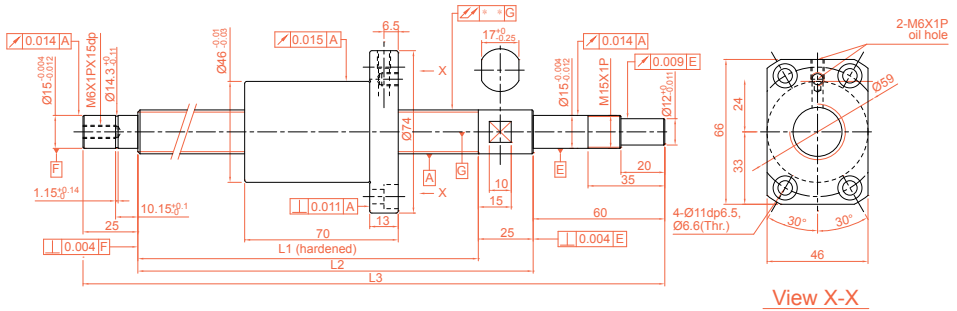 6.5
0.014 A
M6X1PX15dp
Ø15-0.004 -0.012
Ø14.3+0 -0.11
Ø46-0.01 -0.03
0.015 A
X
X
Ø74
* * G
17+0 -0.25
0.014 A
Ø15-0.004 -0.012
M15X1P
0.009 E
Ø12+0 -0.011
2-M6X1P
oil hole
Ø59
24
66
33
F
A
G
E
1.15+0.14 -0
10.15+0.1 -0
10
15
20
35
0.011 A
13
25
70
25
60
0.004 F
0.004 E
L1 (hardened)
L2
L3
4-Ø11dp6.5,
Ø6.6(Thr.)
30°
30°
46
View X-X